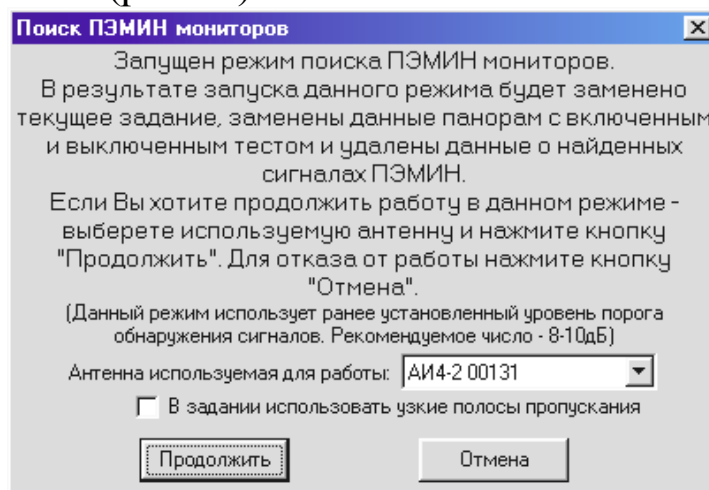 Поиск ПЭМИН мониторов
Запущен режим поиска ПЭМИН мониторов.
В результате запуска данного режима будет заменено
текущее задание, заменены данные панорам с включенным
и выключенным тестом и удалены данные о найденных
сигналах ПЭМИН.
Если Вы хотите продолжить работу в данном режиме -
выберете используемую антенну и нажмите кнопку
"Продолжить". Для отказа от работы нажмите кнопку
"Отмена".
(Данный режим использует ранее установленный уровень порога
обнаружения сигналов. Рекомендуемое число - 8-10дБ)
Антенна используемая для работы: АИ4-2 00131
В задании использовать узкие полосы пропускания
Продолжить Отмена